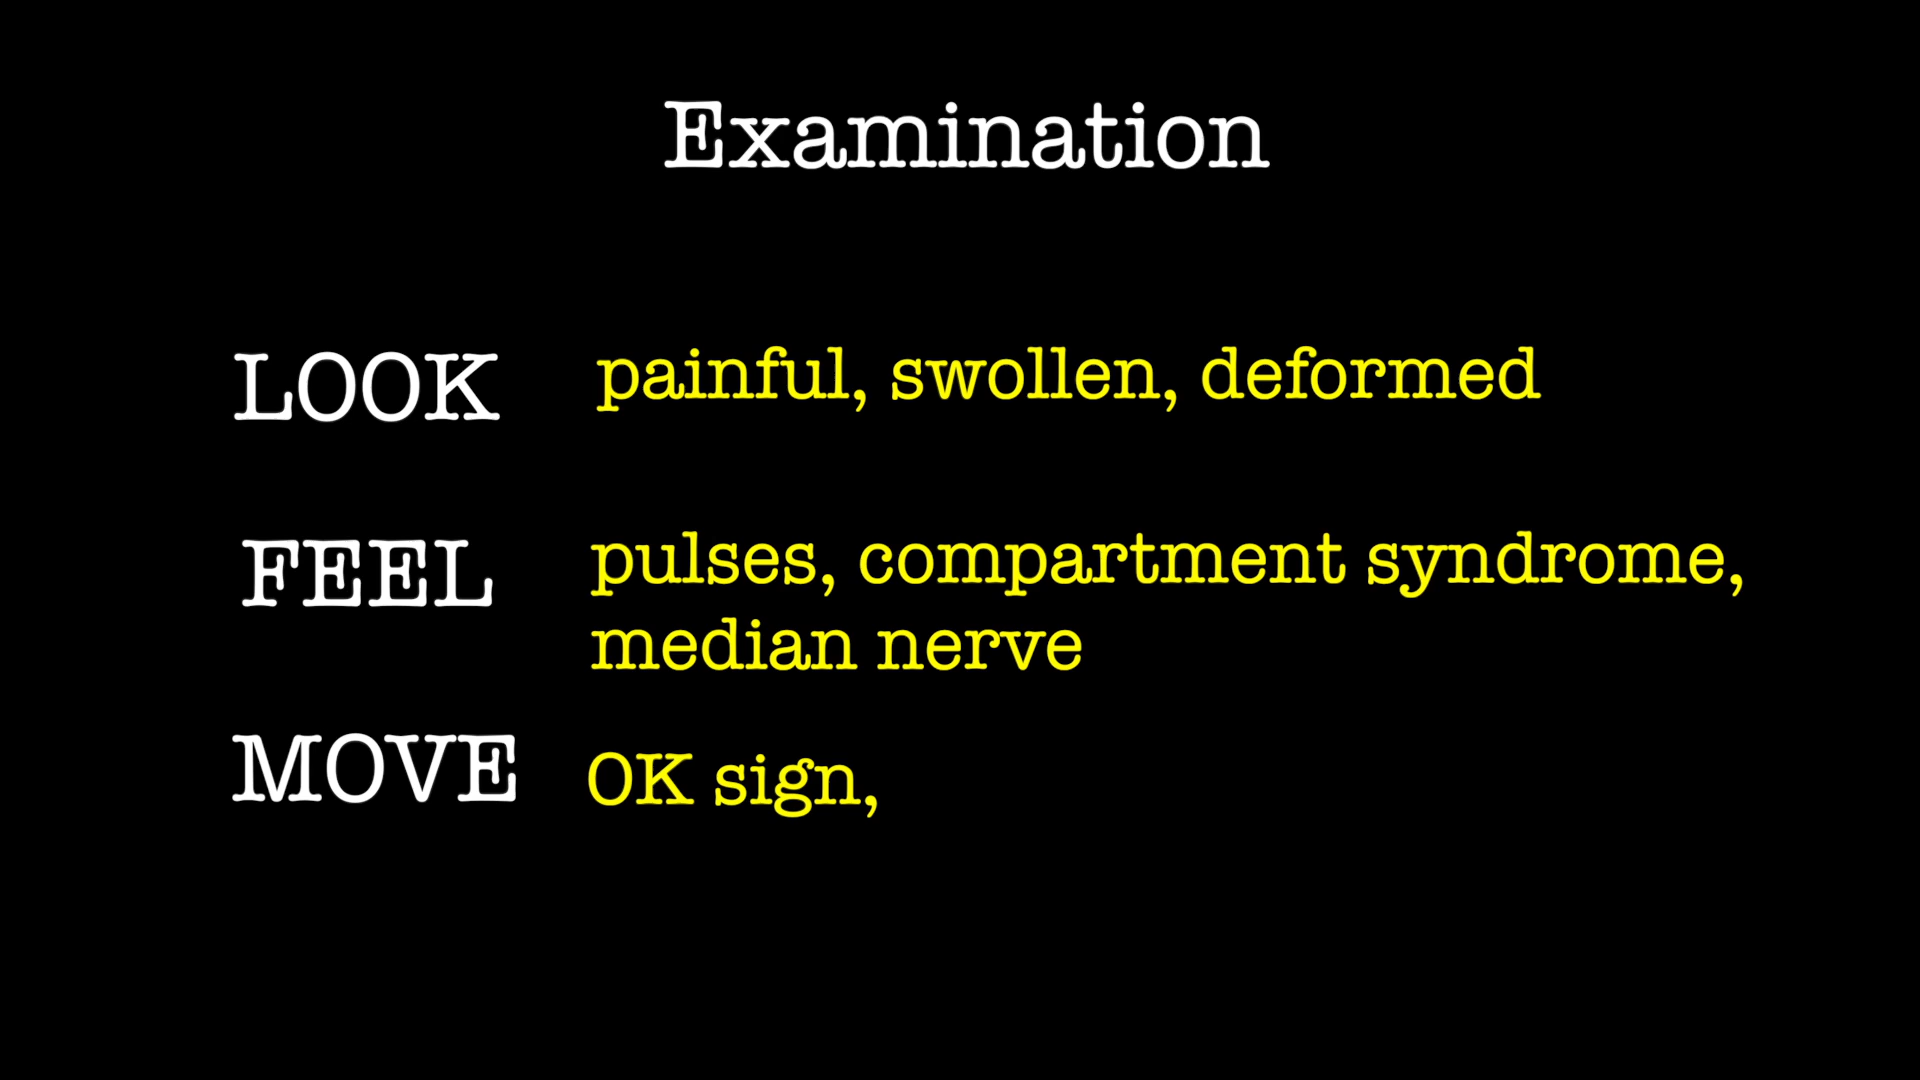 Examination
LOOK painful, swollen, deformed
FEEL pulses, compartment syndrome,
median nerve
MOVE OK sign,